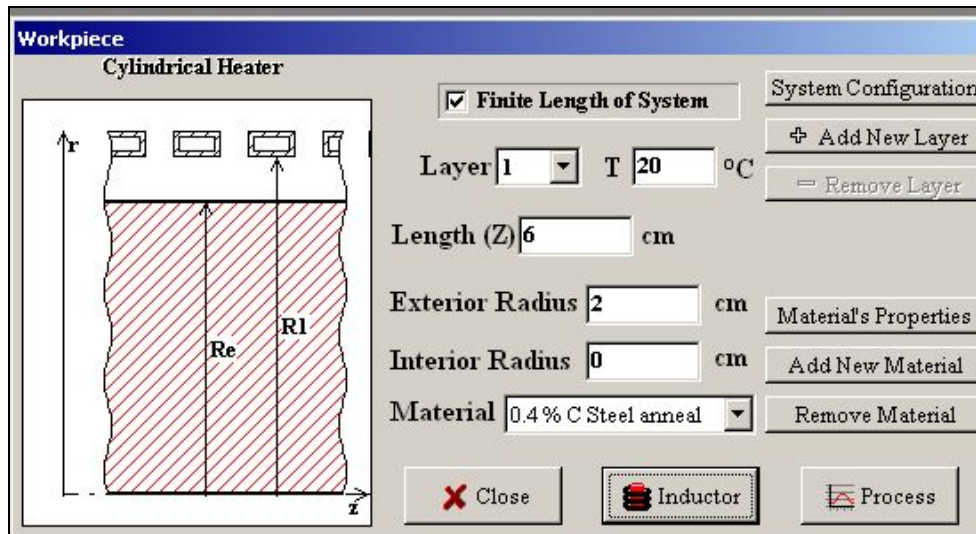 Workpiece
Cylindrical Heater
r
Re
R1
z
Finite Length of System
Layer 1 T 20 °C
Length (Z) 6 cm
Exterior Radius 2 cm
Interior Radius 0 cm
Material 0.4 % C Steel anneal
System Configuration
Add New Layer
Remove Layer
Material's Properties
Add New Material
Remove Material
Close
Inductor
Process